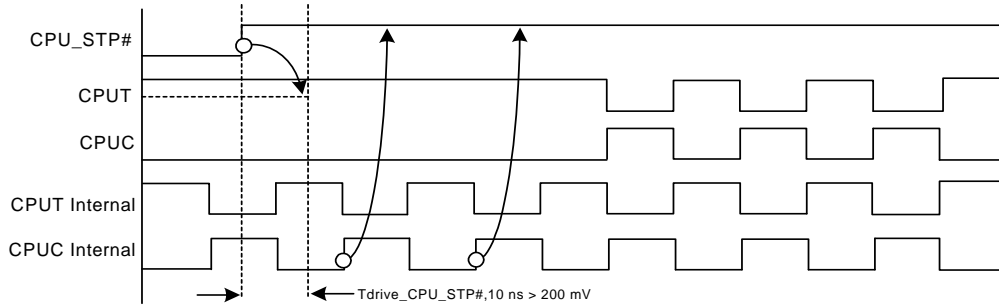 CPU_STP#
CPUT
CPUC
CPUT Internal
CPUC Internal
Tdrive_CPU_STP#,10 ns > 200 mV